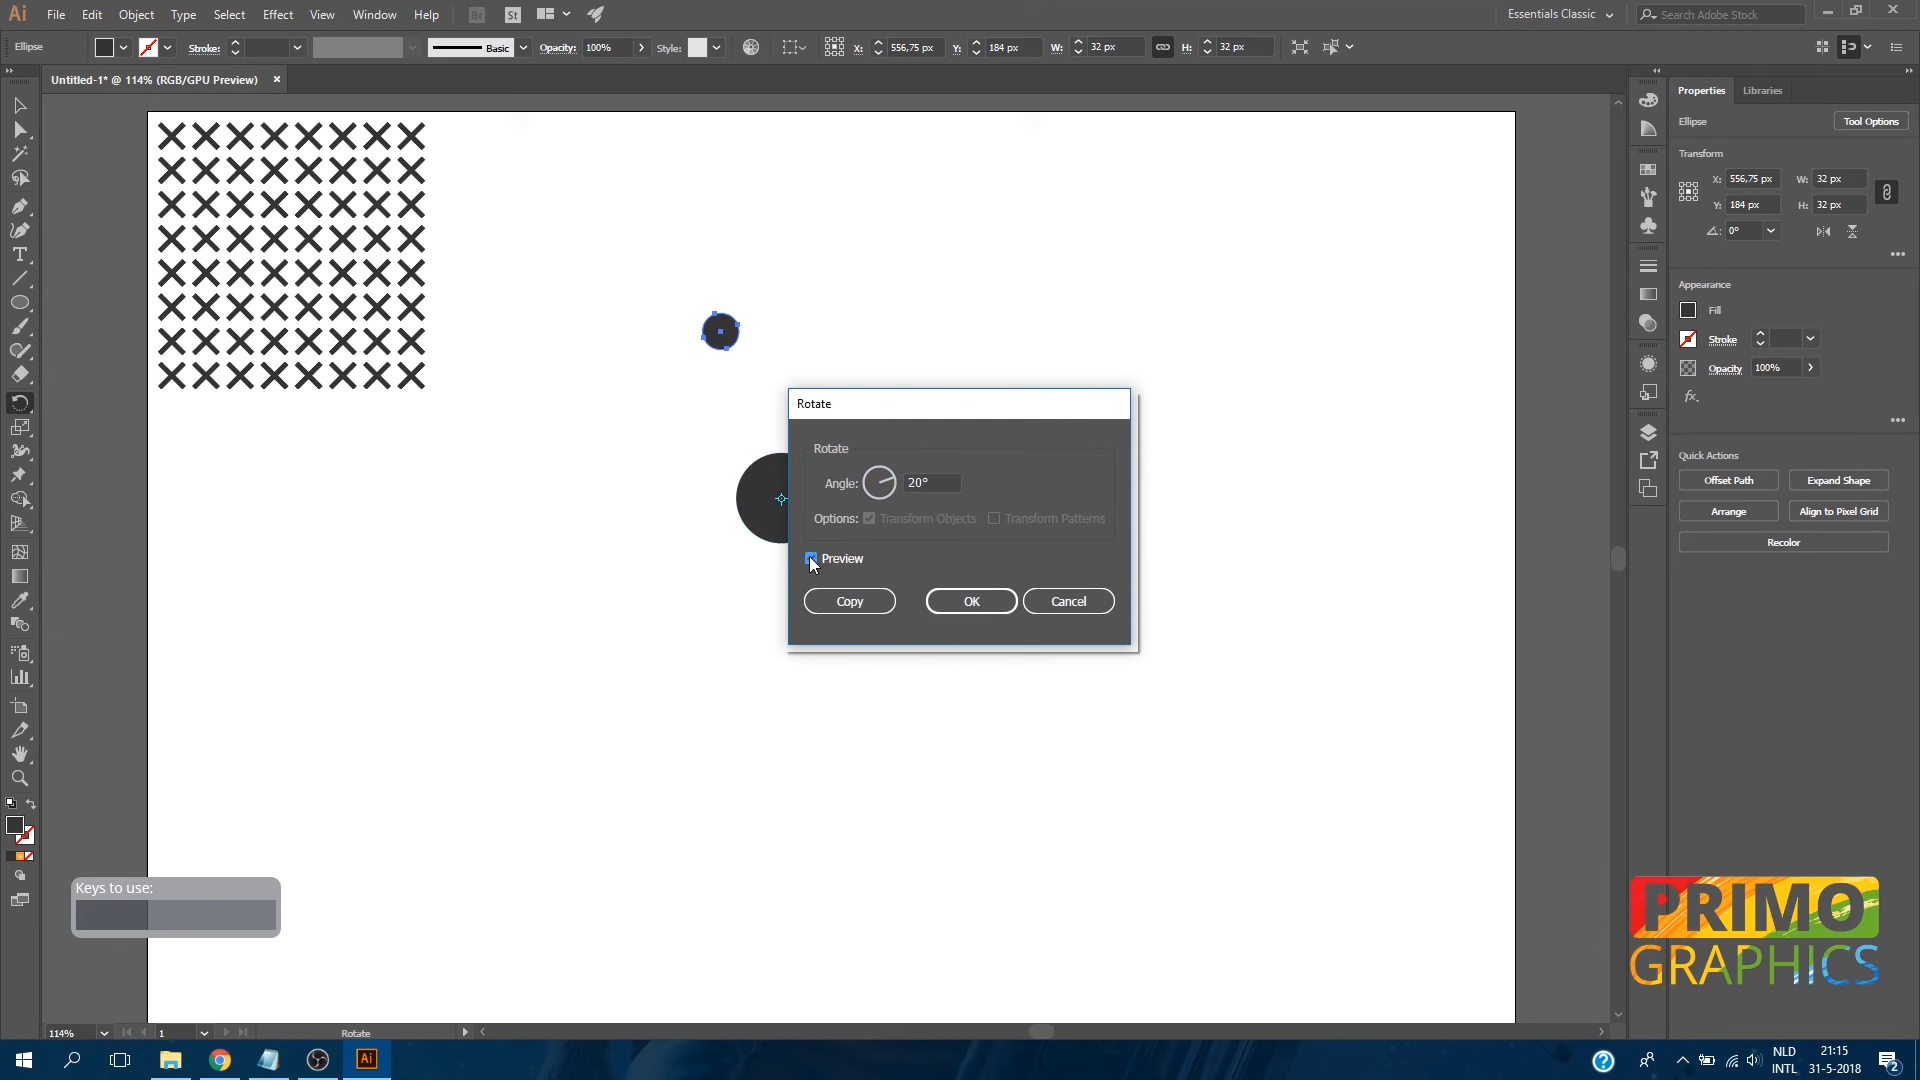 Ai File Edit Object Type Select Effect View Window Help Br St Essentials Classic Search Adobe Stock
Ellipse Stroke: Basic Opacity: 100% Style: X: 556,75 px Y: 184 px W: 32 px H: 32 px
Untitled-1* @ 114% (RGB/GPU Preview) ×
Properties Libraries
Ellipse Tool Options
Transform
X: 556,75 px W: 32 px
Y: 184 px H: 32 px
0°
Appearance
Fill
Stroke
Opacity 100%
fx.
Quick Actions
Offset Path Expand Shape
Arrange Align to Pixel Grid
Recolor
Rotate
Rotate
Angle: 20°
Options: Transform Objects Transform Patterns
Preview
Copy OK Cancel
Keys to use:
PRIMO
GRAPHICS
114% 1 Rotate
Ai NLD 21:15
INTL 31-5-2018 2